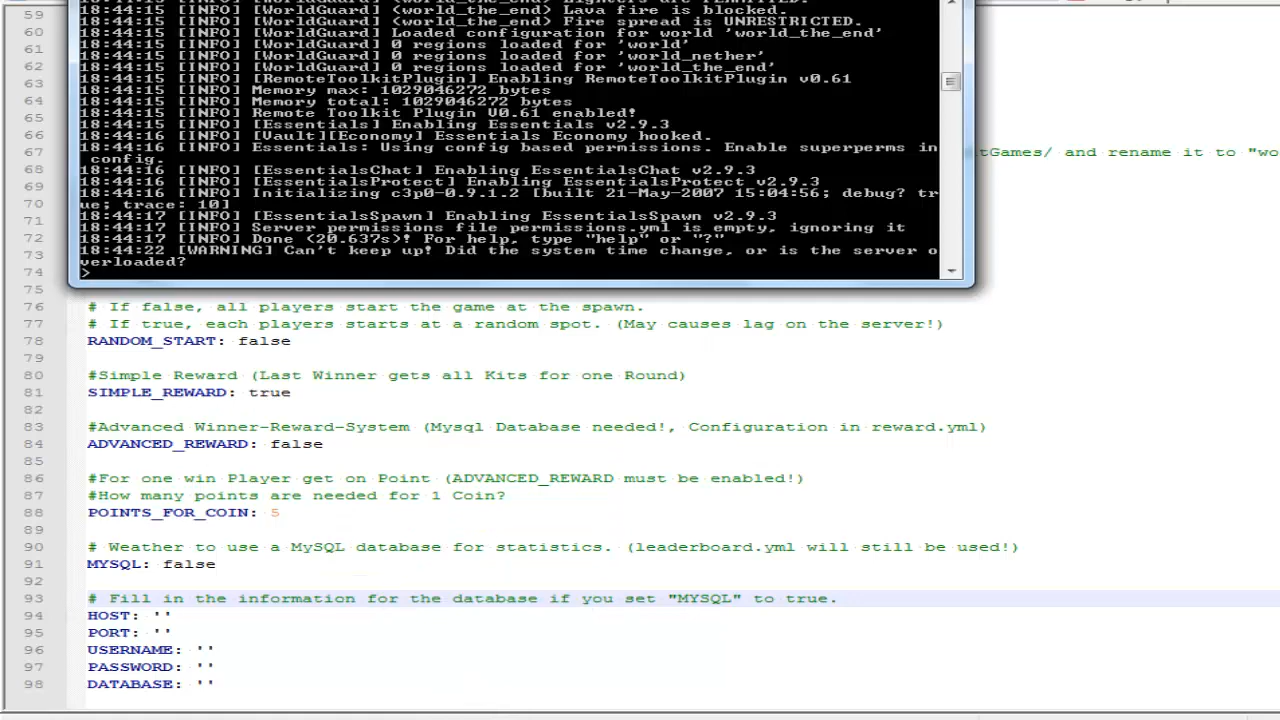 18:44:15 [INFO] [WorldGuard] (world_the_end) Lighters are PERMITTED.
18:44:15 [INFO] [WorldGuard] (world_the_end) Lava fire is blocked.
18:44:15 [INFO] [WorldGuard] (world_the_end) Fire spread is UNRESTRICTED.
18:44:15 [INFO] [WorldGuard] Loaded configuration for world 'world_the_end'
18:44:15 [INFO] [WorldGuard] 0 regions loaded for 'world'
18:44:15 [INFO] [WorldGuard] 0 regions loaded for 'world_nether'
18:44:15 [INFO] [WorldGuard] 0 regions loaded for 'world_the_end'
18:44:15 [INFO] [RemoteToolkitPlugin] Enabling RemoteToolkitPlugin v0.61
18:44:15 [INFO] Memory max: 1029046272 bytes
18:44:15 [INFO] Memory total: 1029046272 bytes
18:44:15 [INFO] Remote Toolkit Plugin V0.61 enabled!
18:44:15 [INFO] [Essentials] Enabling Essentials v2.9.3
18:44:16 [INFO] [Vault][Economy] Essentials Economy hooked.
18:44:16 [INFO] Essentials: Using config based permissions. Enable superperms in
config.
18:44:16 [INFO] [EssentialsChat] Enabling EssentialsChat v2.9.3
18:44:16 [INFO] [EssentialsProtect] Enabling EssentialsProtect v2.9.3
18:44:16 [INFO] Initializing c3p0-0.9.1.2 [built 21-May-2007 15:04:56; debug? tr
ue; trace: 10]
18:44:17 [INFO] [EssentialsSpawn] Enabling EssentialsSpawn v2.9.3
18:44:17 [INFO] Server permissions file permissions.yml is empty, ignoring it
18:44:17 [INFO] Done (20.637s)! For help, type "help" or "?"
18:44:22 [WARNING] Can't keep up! Did the system time change, or is the server o
verloaded?
>
59
60
61
62
63
64
65
66
67 tGames/ and rename it to "wo
68
69
70
71
72
73
74
75
76 # If false, all players start the game at the spawn.
77 # If true, each players starts at a random spot. (May causes lag on the server!)
78 RANDOM_START: false
79
80 #Simple Reward (Last Winner gets all Kits for one Round)
81 SIMPLE_REWARD: true
82
83 #Advanced Winner-Reward-System (Mysql Database needed!, Configuration in reward.yml)
84 ADVANCED_REWARD: false
85
86 #For one win Player get on Point (ADVANCED_REWARD must be enabled!)
87 #How many points are needed for 1 Coin?
88 POINTS_FOR_COIN: 5
89
90 # Weather to use a MySQL database for statistics. (leaderboard.yml will still be used!)
91 MYSQL: false
92
93 # Fill in the information for the database if you set "MYSQL" to true.
94 HOST: ''
95 PORT: ''
96 USERNAME: ''
97 PASSWORD: ''
98 DATABASE: ''